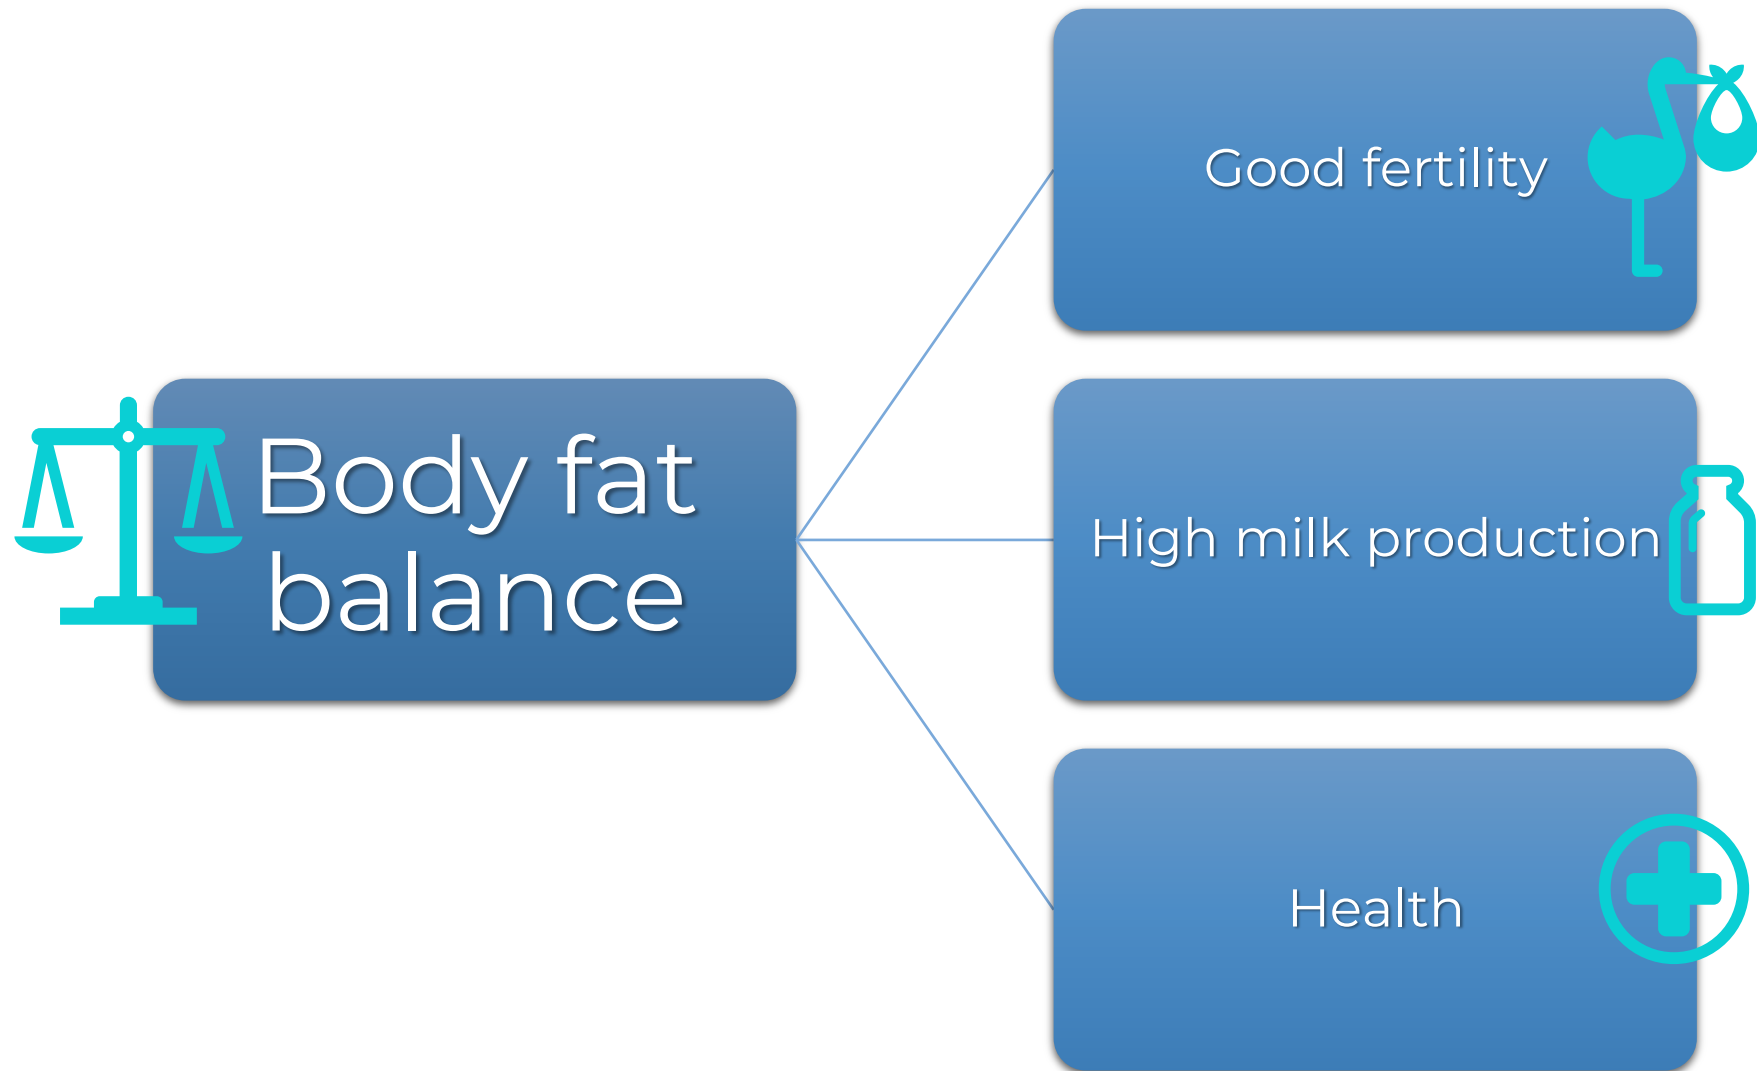 Good fertility
Body fat
balance
High milk production
Health